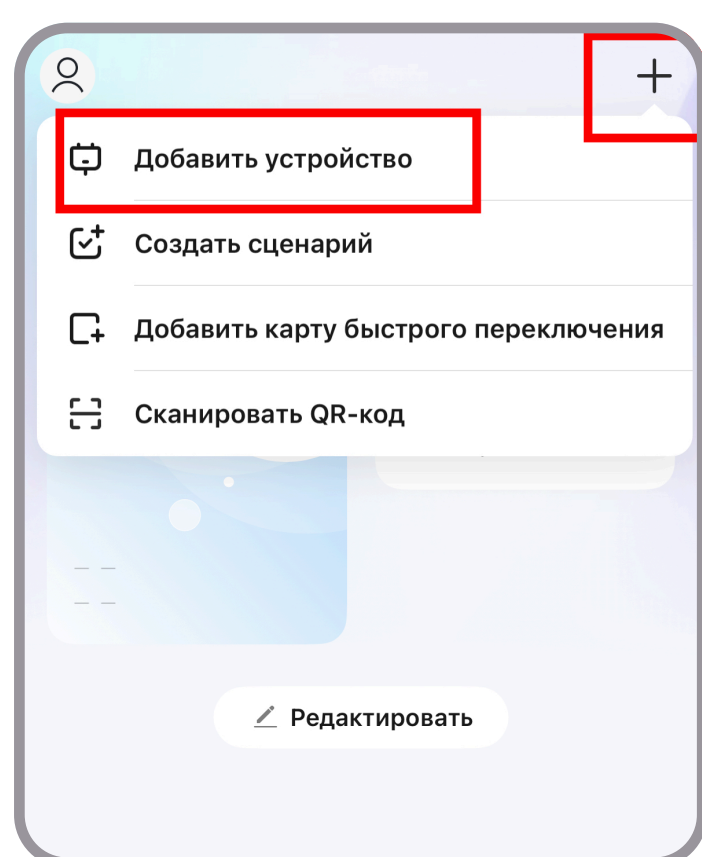 Добавить устройство
Создать сценарий
Добавить карту быстрого переключения
Сканировать QR-код
Редактировать